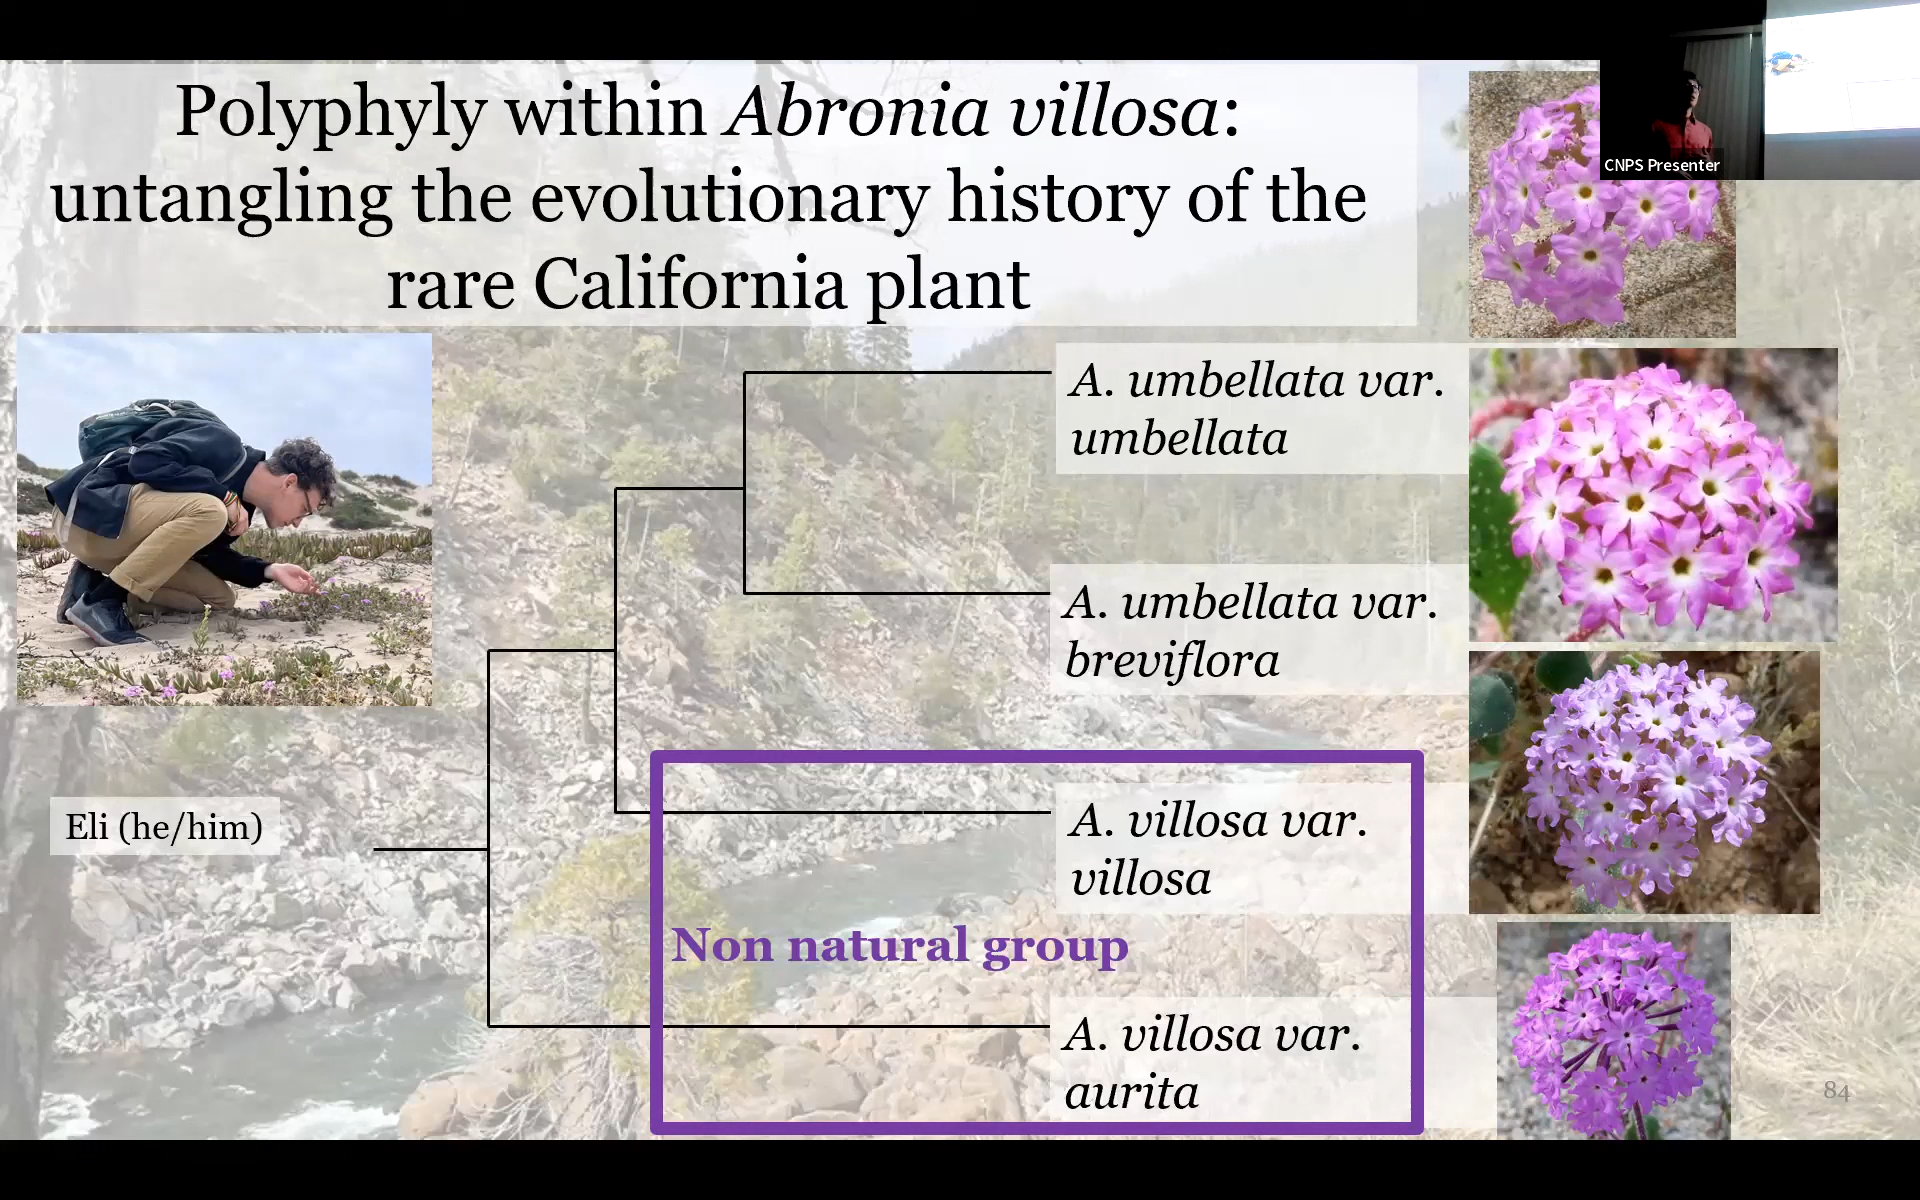 Polyphyly within Abronia villosa:
untangling the evolutionary history of the
rare California plant
CNPS Presenter
A. umbellata var.
umbellata
A. umbellata var.
breviflora
Eli (he/him)
A. villosa var.
villosa
Non natural group
A. villosa var.
aurita
84